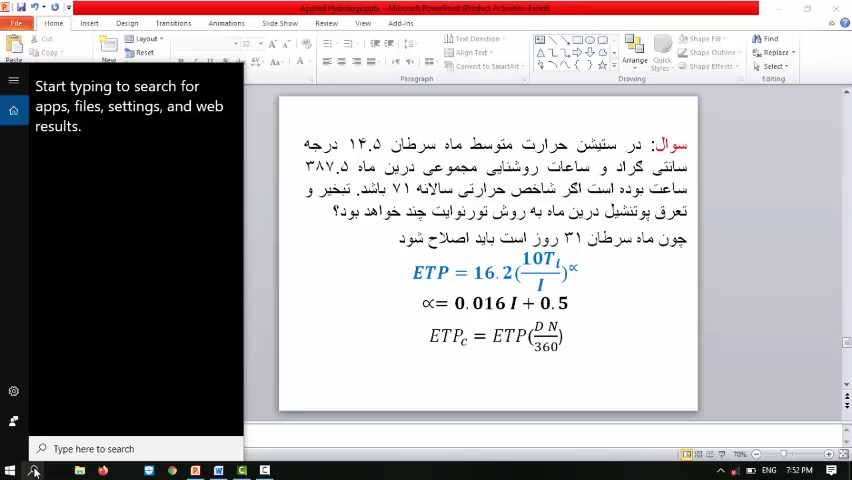 Applied Hydrology.pptx - Microsoft PowerPoint (Product Activation Failed)
File Home Insert Design Transitions Animations Slide Show Review View Add-Ins
Cut
Copy
Paste
Layout
Reset
32
Text Direction
Align Text
Convert to SmartArt
Paragraph
Arrange
Quick
Styles
Drawing
Shape Fill
Shape Outline
Shape Effects
Find
Replace
Select
Editing
Start typing to search for
apps, files, settings, and web
results.
Type here to search
سوال: در ستیشن حرارت متوسط ماه سرطان ۱۴.۵ درجه
سانتی گراد و ساعات روشنایی مجموعی درین ماه ۳۸۷.۵
ساعت بوده است اگر شاخص حرارتی سالانه ۷۱ باشد. تبخیر و
تعرق پوتنشیل درین ماه به روش تورنوایت چند خواهد بود؟
چون ماه سرطان ۳۱ روز است باید اصلاح شود
ETP = 16.2(10Ti/I)^∝
∝= 0.016 I + 0.5
ETPc = ETP(D N/360)
70%
ENG 7:52 PM